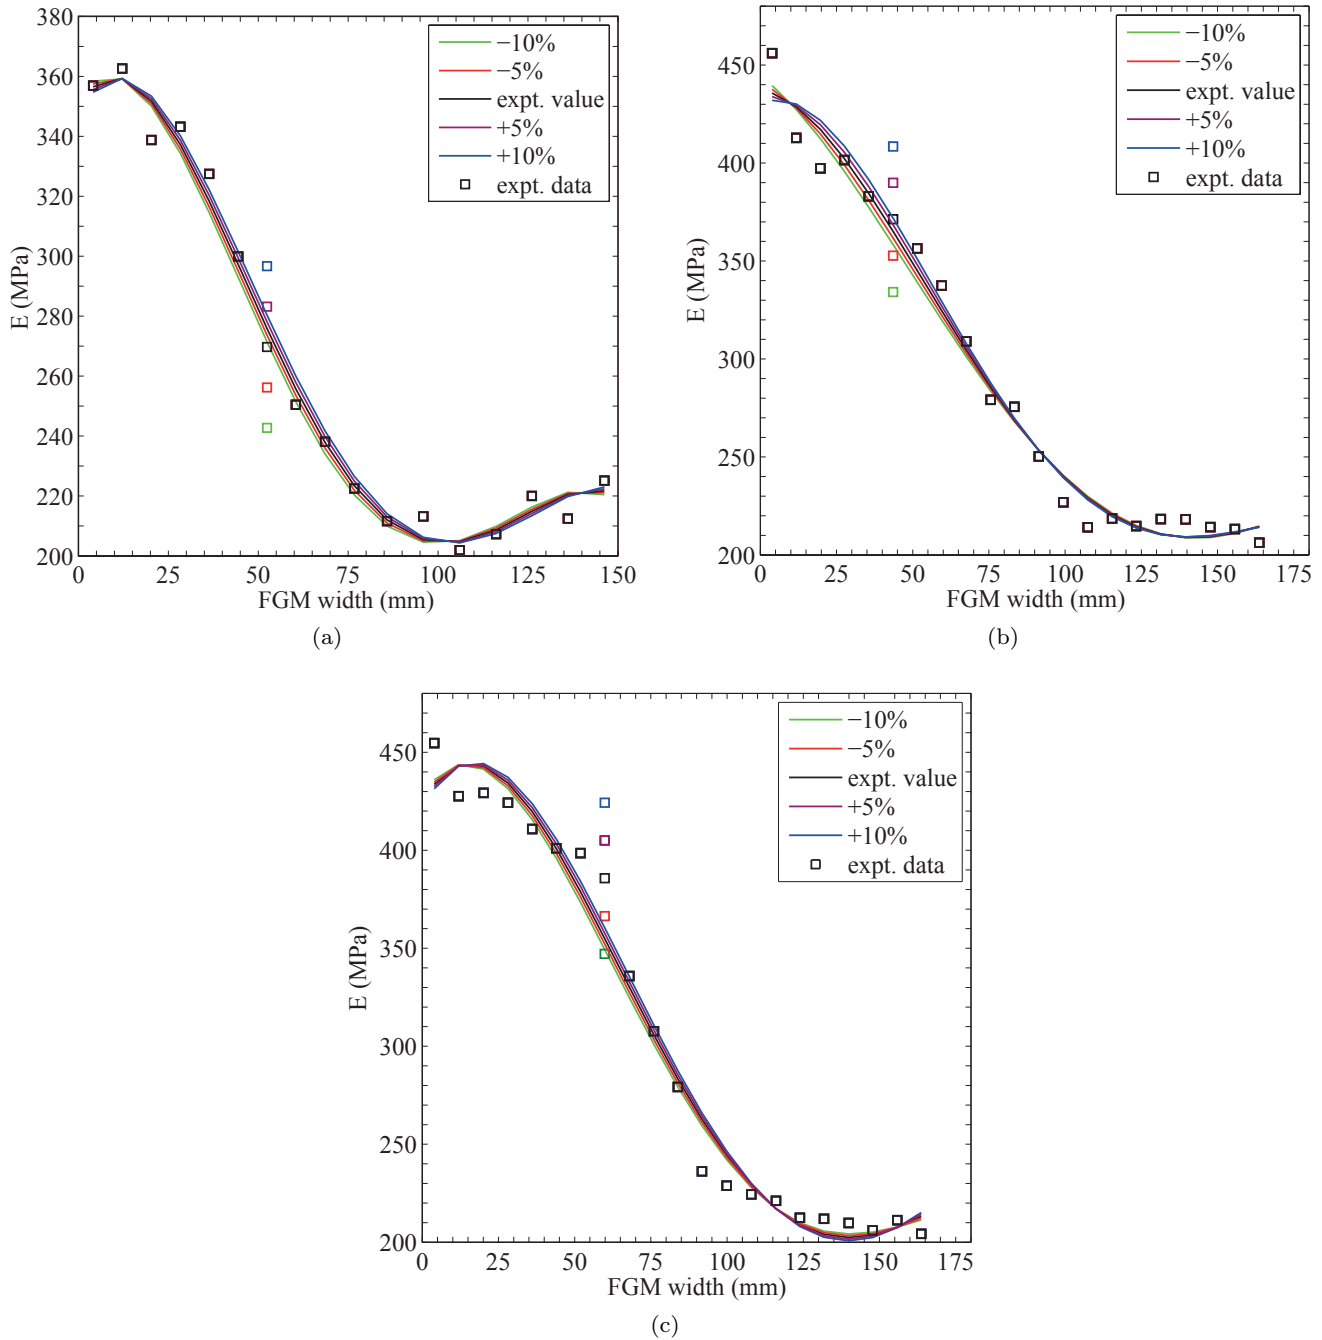 380
360
340
320
300
280
260
240
220
200
E (MPa)
0 25 50 75 100 125 150
FGM width (mm)
−10%
−5%
expt. value
+5%
+10%
expt. data
(a)
450
400
350
300
250
200
E (MPa)
0 25 50 75 100 125 150 175
FGM width (mm)
−10%
−5%
expt. value
+5%
+10%
expt. data
(b)
450
400
350
300
250
200
E (MPa)
0 25 50 75 100 125 150 175
FGM width (mm)
−10%
−5%
expt. value
+5%
+10%
expt. data
(c)